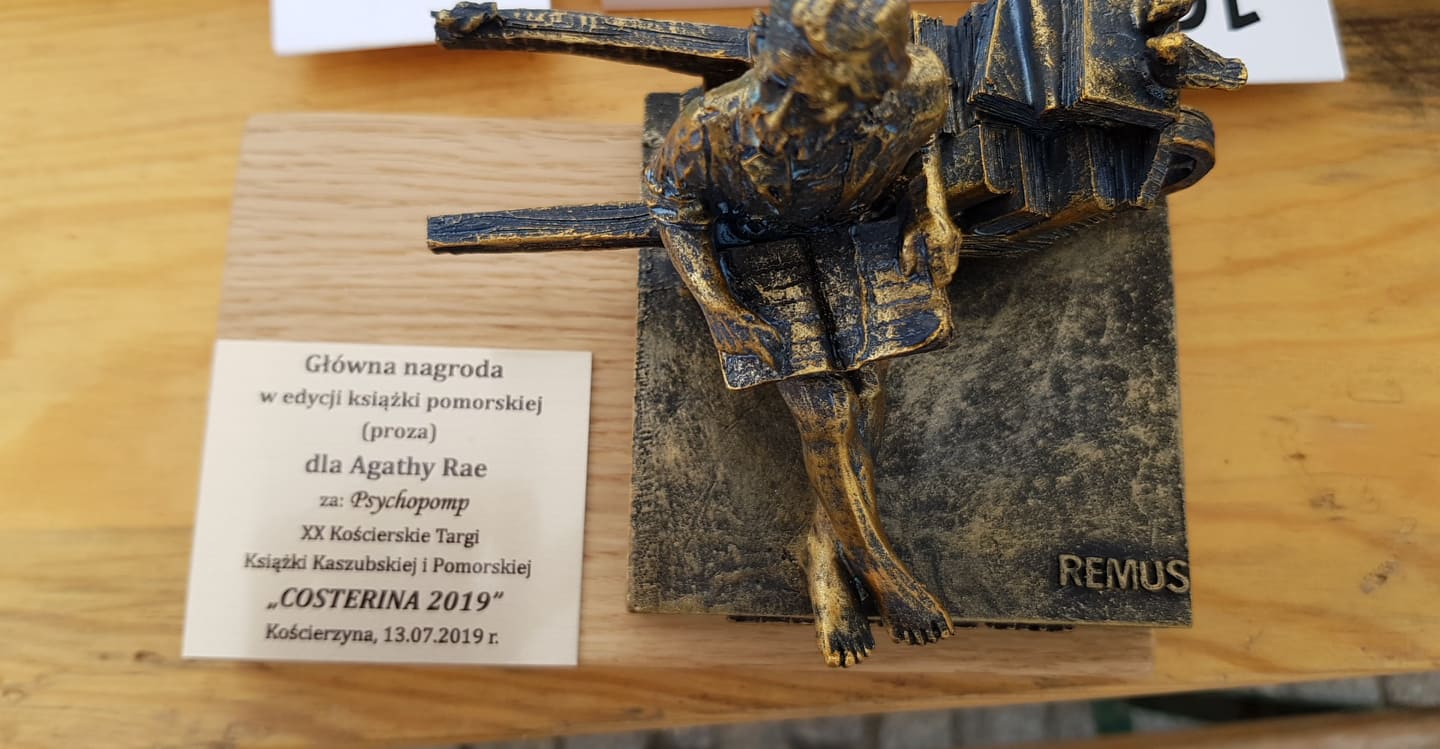 Główna nagroda
w edycji książki pomorskiej
(proza)
dla Agathy Rae
za: Psychopomp
XX Kościerskie Targi
Książki Kaszubskiej i Pomorskiej
„COSTERINA 2019”
Kościerzyna, 13.07.2019 r.
REMUS